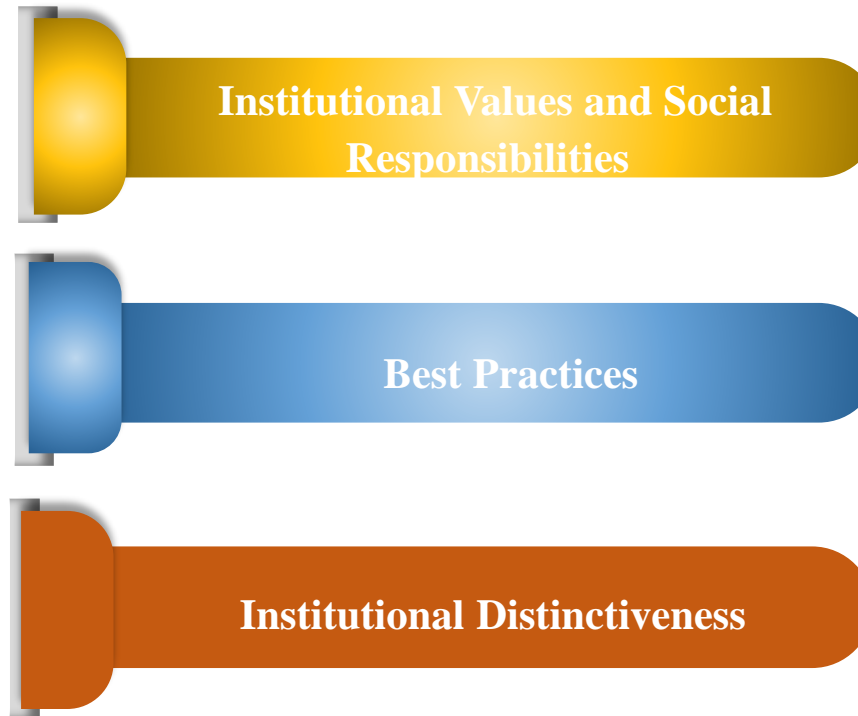 Institutional Values and Social
Responsibilities
Best Practices
Institutional Distinctiveness